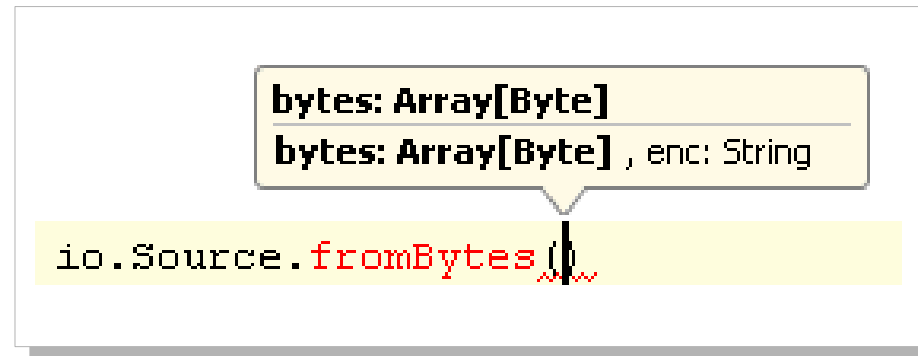 bytes: Array[Byte]
bytes: Array[Byte] , enc: String
io.Source.fromBytes()